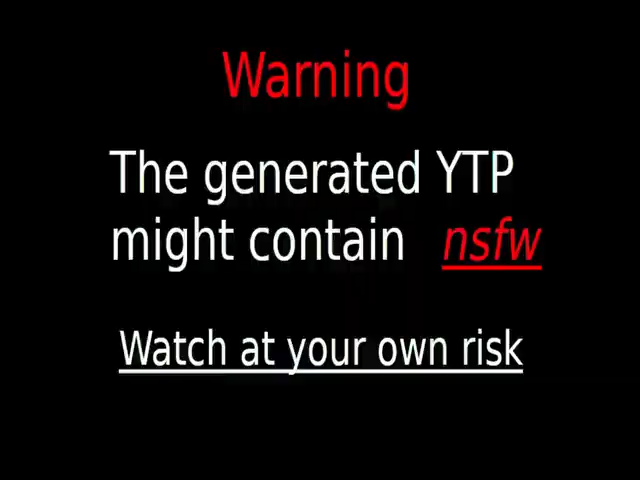 Warning
The generated YTP
might contain nsfw
Watch at your own risk